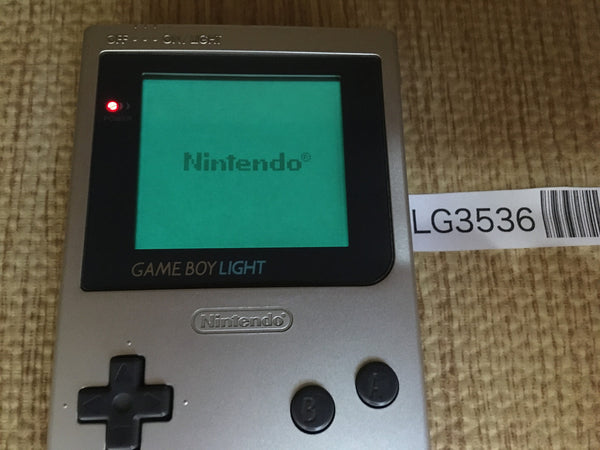 OFF · · · ON / LIGHT
POWER
Nintendo®
GAME BOY LIGHT
Nintendo
LG3536
B
A